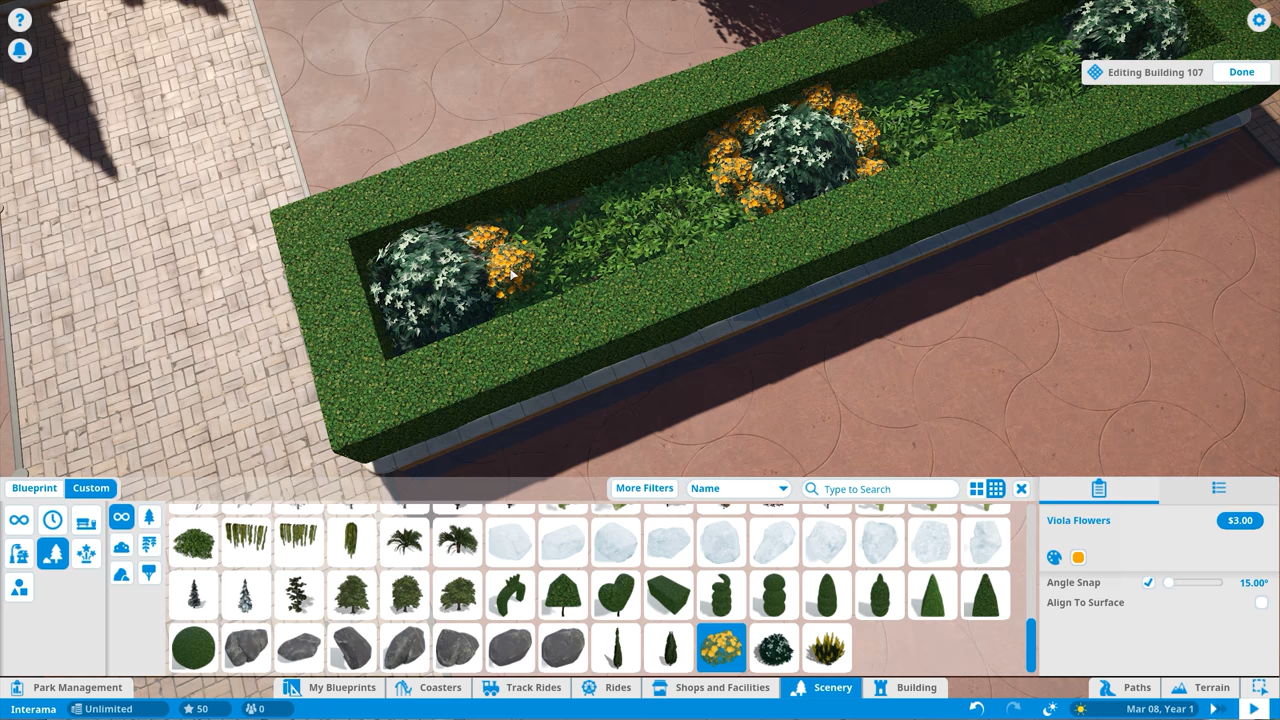 ?
Editing Building 107
Done
Blueprint
Custom
More Filters
Name
Type to Search
Viola Flowers
$3.00
Angle Snap
15.00°
Align To Surface
Park Management
My Blueprints
Coasters
Track Rides
Rides
Shops and Facilities
Scenery
Building
Paths
Terrain
Interama
Unlimited
50
0
Mar 08, Year 1